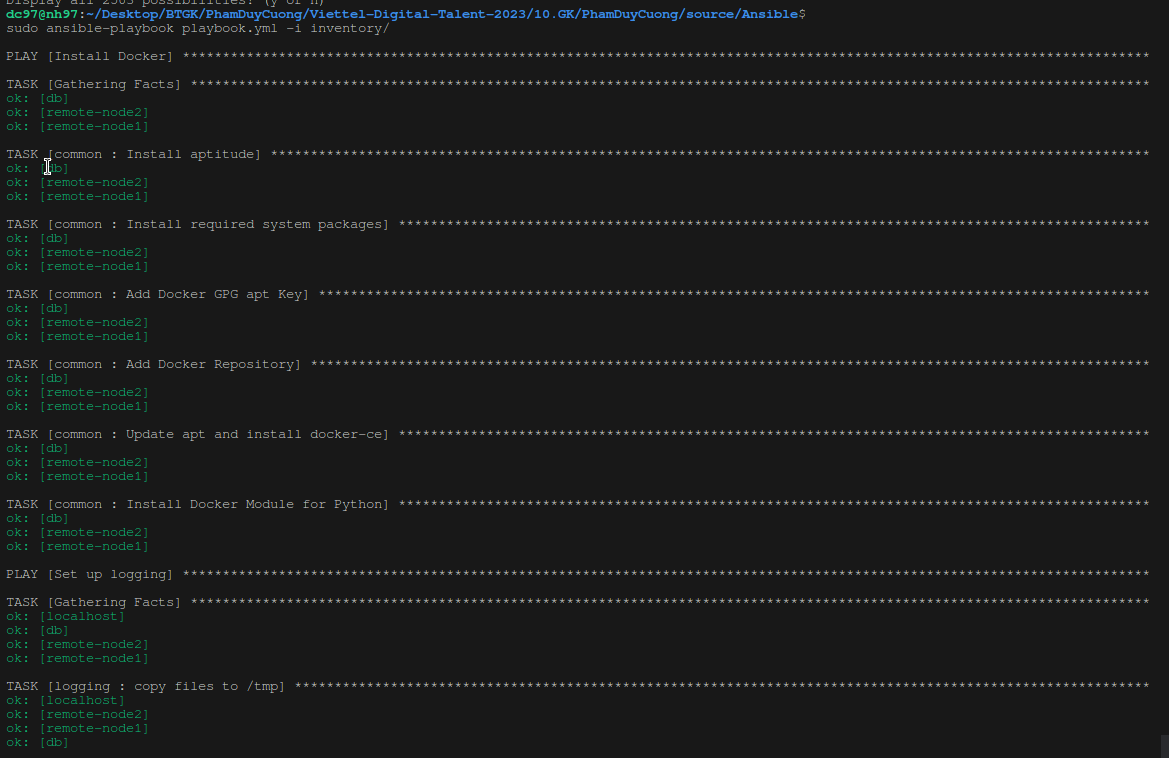 Display all 2503 possibilities? (y or n)
dc97@nh97:~/Desktop/BTGK/PhamDuyCuong/Viettel-Digital-Talent-2023/10.GK/PhamDuyCuong/source/Ansible$
sudo ansible-playbook playbook.yml -i inventory/
PLAY [Install Docker] *************************************************************************************************************************
TASK [Gathering Facts] ************************************************************************************************************************
ok: [db]
ok: [remote-node2]
ok: [remote-node1]
TASK [common : Install aptitude] **************************************************************************************************************
ok: [db]
ok: [remote-node2]
ok: [remote-node1]
TASK [common : Install required system packages] **********************************************************************************************
ok: [db]
ok: [remote-node2]
ok: [remote-node1]
TASK [common : Add Docker GPG apt Key] ********************************************************************************************************
ok: [db]
ok: [remote-node2]
ok: [remote-node1]
TASK [common : Add Docker Repository] *********************************************************************************************************
ok: [db]
ok: [remote-node2]
ok: [remote-node1]
TASK [common : Update apt and install docker-ce] **********************************************************************************************
ok: [db]
ok: [remote-node2]
ok: [remote-node1]
TASK [common : Install Docker Module for Python] **********************************************************************************************
ok: [db]
ok: [remote-node2]
ok: [remote-node1]
PLAY [Set up logging] *************************************************************************************************************************
TASK [Gathering Facts] ************************************************************************************************************************
ok: [localhost]
ok: [db]
ok: [remote-node2]
ok: [remote-node1]
TASK [logging : copy files to /tmp] ***********************************************************************************************************
ok: [localhost]
ok: [remote-node2]
ok: [remote-node1]
ok: [db]